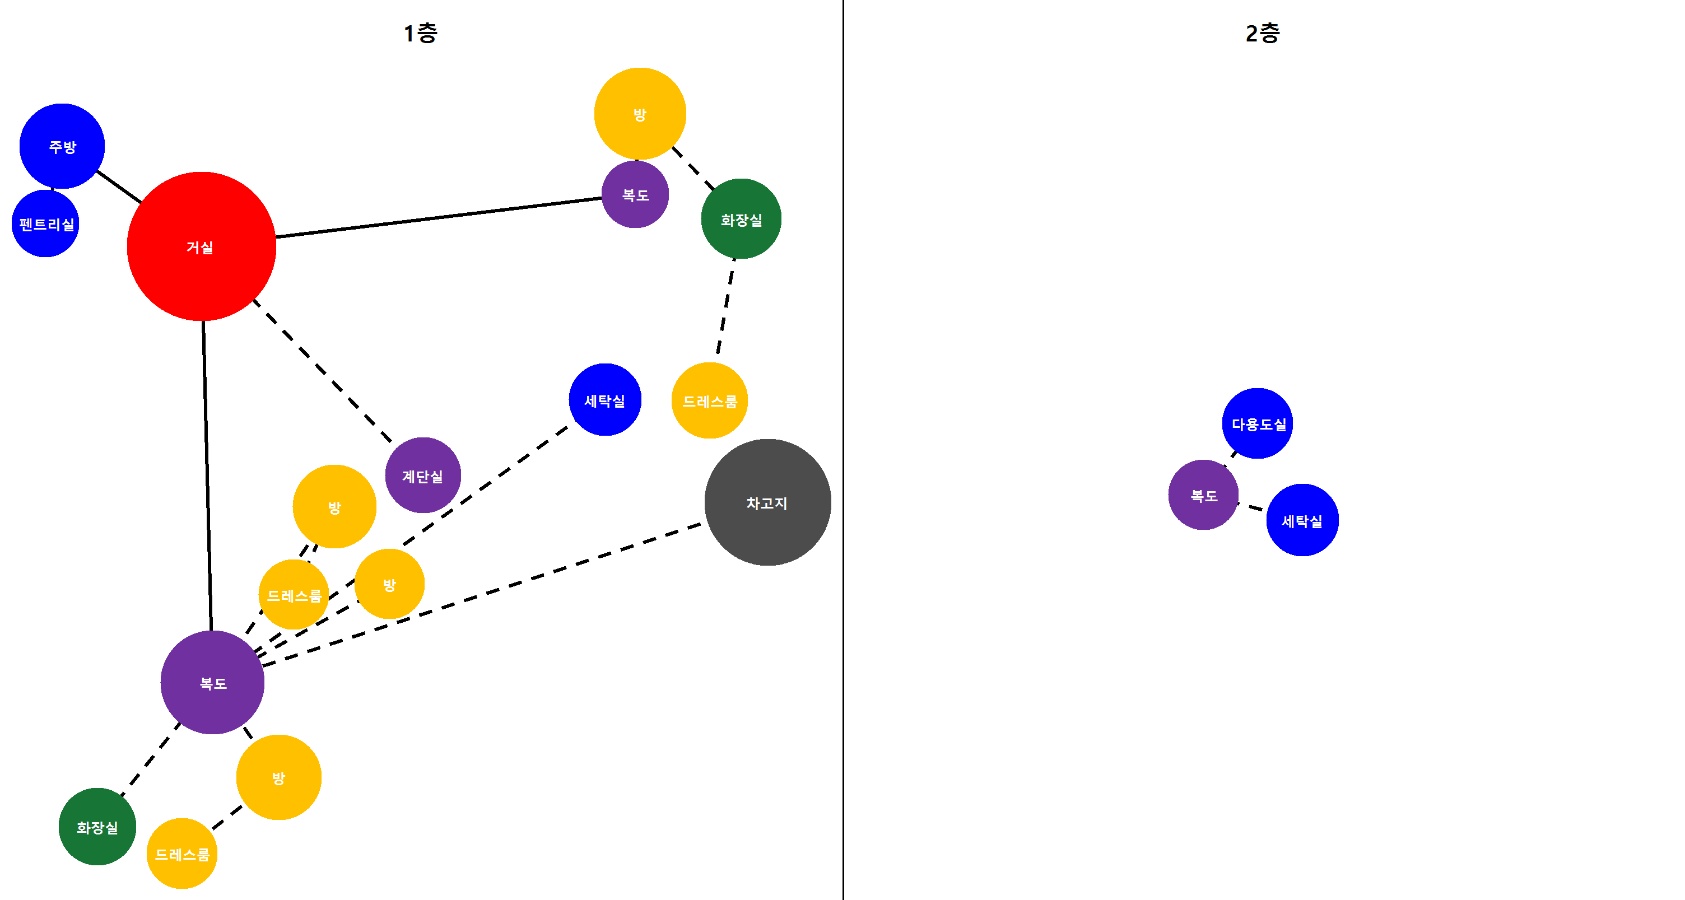 1층
주방
펜트리실
거실
방
복도
화장실
세탁실
드레스룸
계단실
방
차고지
드레스룸
방
복도
방
화장실
드레스룸
2층
다용도실
복도
세탁실